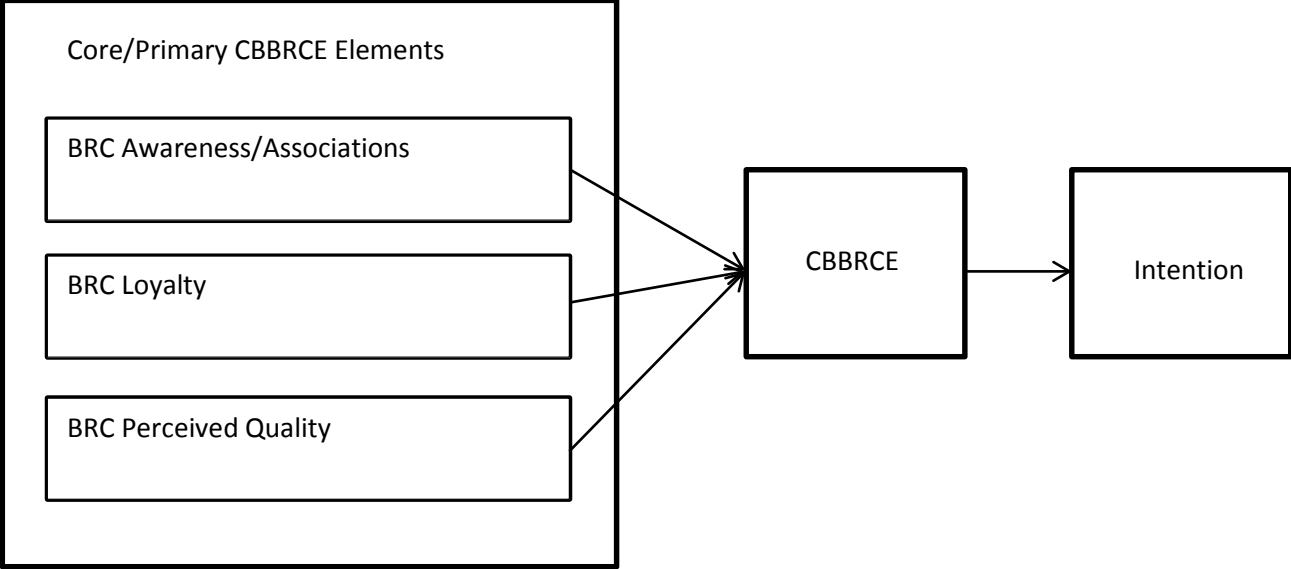 Core/Primary CBBRCE Elements
BRC Awareness/Associations
BRC Loyalty
BRC Perceived Quality
CBBRCE
Intention